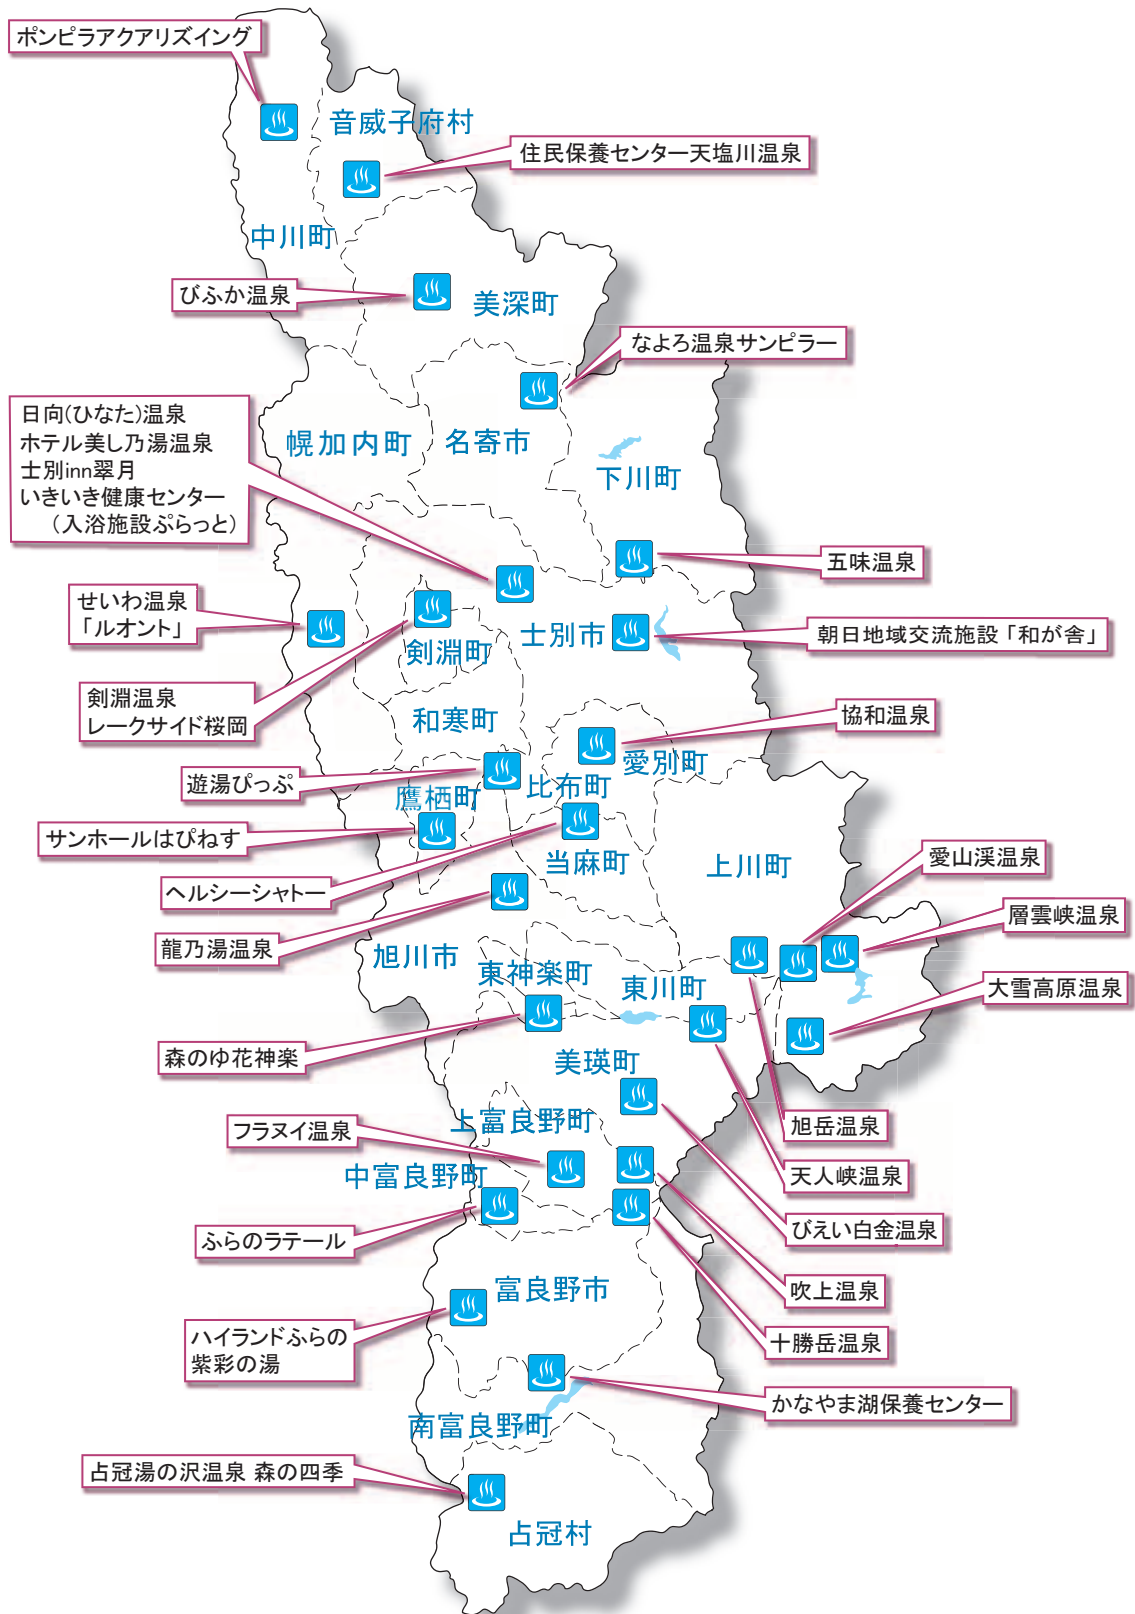 ポンピラアクアリズイング
音威子府村
住民保養センター天塩川温泉
中川町
びふか温泉
美深町
なよろ温泉サンピラー
日向(ひなた)温泉
ホテル美し乃湯温泉
士別inn翠月
いきいき健康センター
（入浴施設ぷらっと）
幌加内町
名寄市
下川町
五味温泉
せいわ温泉
「ルオント」
士別市
朝日地域交流施設「和が舎」
剣淵町
剣淵温泉
レークサイド桜岡
和寒町
協和温泉
愛別町
遊湯ぴっぷ
比布町
鷹栖町
サンホールはぴねす
当麻町
上川町
愛山渓温泉
ヘルシーシャトー
層雲峡温泉
龍乃湯温泉
旭川市
東神楽町
東川町
大雪高原温泉
森のゆ花神楽
美瑛町
上富良野町
旭岳温泉
フラヌイ温泉
中富良野町
天人峡温泉
ふらのラテール
びえい白金温泉
富良野市
吹上温泉
ハイランドふらの
紫彩の湯
十勝岳温泉
かなやま湖保養センター
南富良野町
占冠湯の沢温泉 森の四季
占冠村